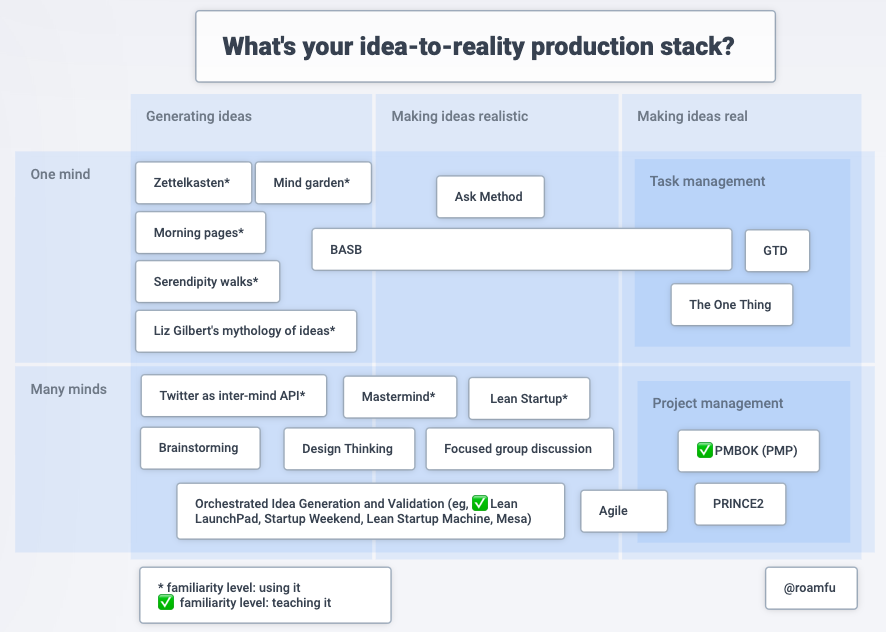 What's your idea-to-reality production stack?
Generating ideas
Making ideas realistic
Making ideas real
One mind
Zettelkasten*
Mind garden*
Ask Method
Task management
Morning pages*
BASB
GTD
Serendipity walks*
The One Thing
Liz Gilbert's mythology of ideas*
Many minds
Twitter as inter-mind API*
Mastermind*
Lean Startup*
Project management
Brainstorming
Design Thinking
Focused group discussion
✅PMBOK (PMP)
Orchestrated Idea Generation and Validation (eg, ✅Lean
LaunchPad, Startup Weekend, Lean Startup Machine, Mesa)
Agile
PRINCE2
* familiarity level: using it
✅ familiarity level: teaching it
@roamfu